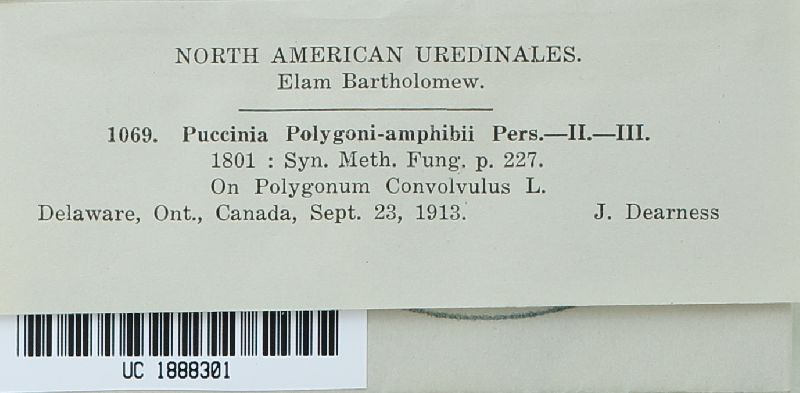 NORTH AMERICAN UREDINALES.
Elam Bartholomew.
1069. Puccinia Polygoni-amphibii Pers.—II.—III.
1801 : Syn. Meth. Fung. p. 227.
On Polygonum Convolvulus L.
Delaware, Ont., Canada, Sept. 23, 1913. J. Dearness
UC 1888301